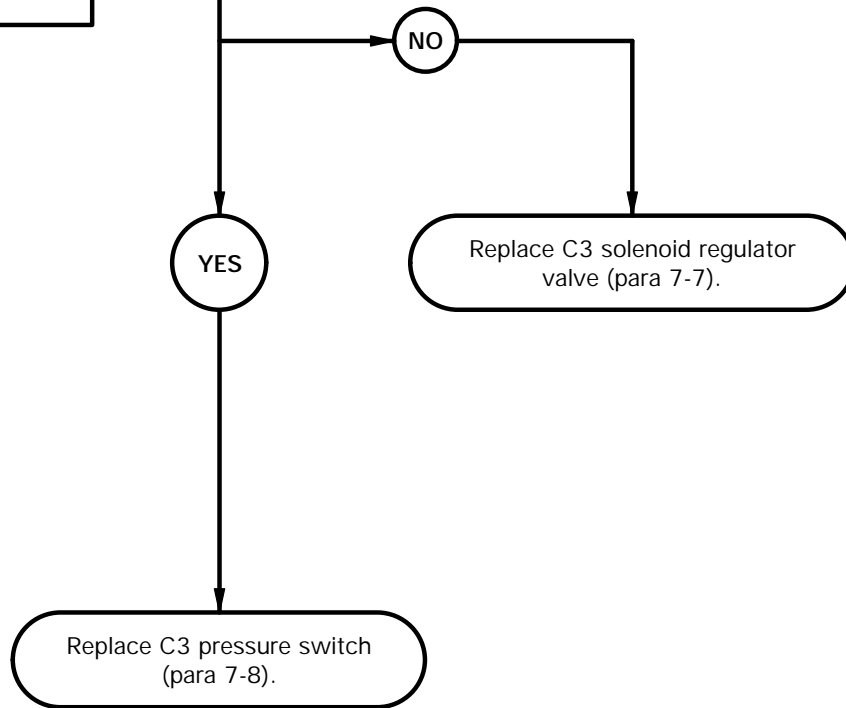 NO
YES
Replace C3 solenoid regulator
valve (para 7-7).
Replace C3 pressure switch
(para 7-8).